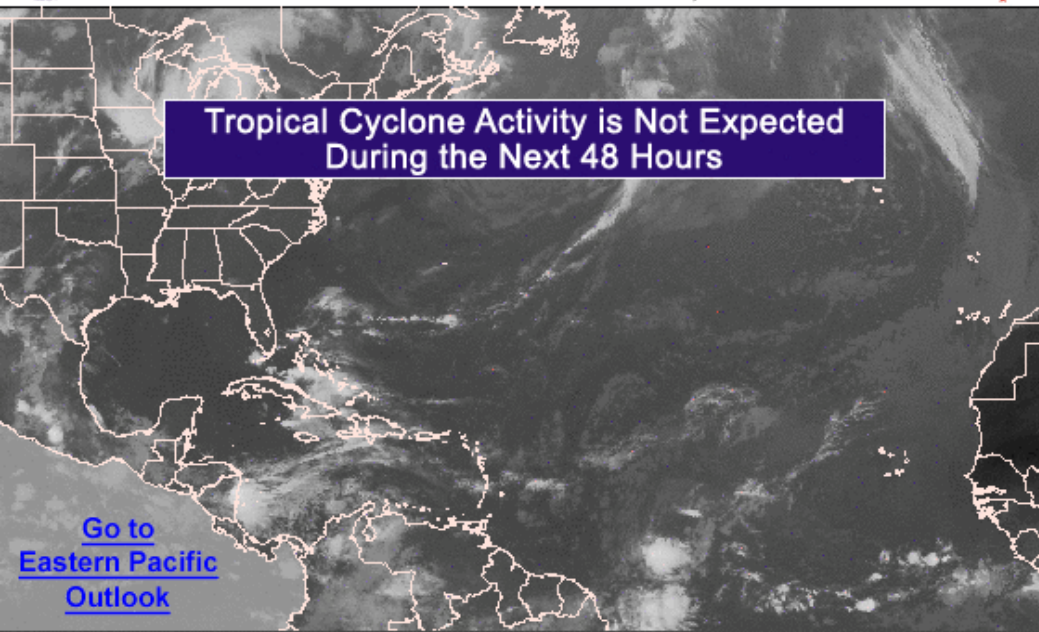 Tropical Cyclone Activity is Not Expected
During the Next 48 Hours
Go to
Eastern Pacific
Outlook